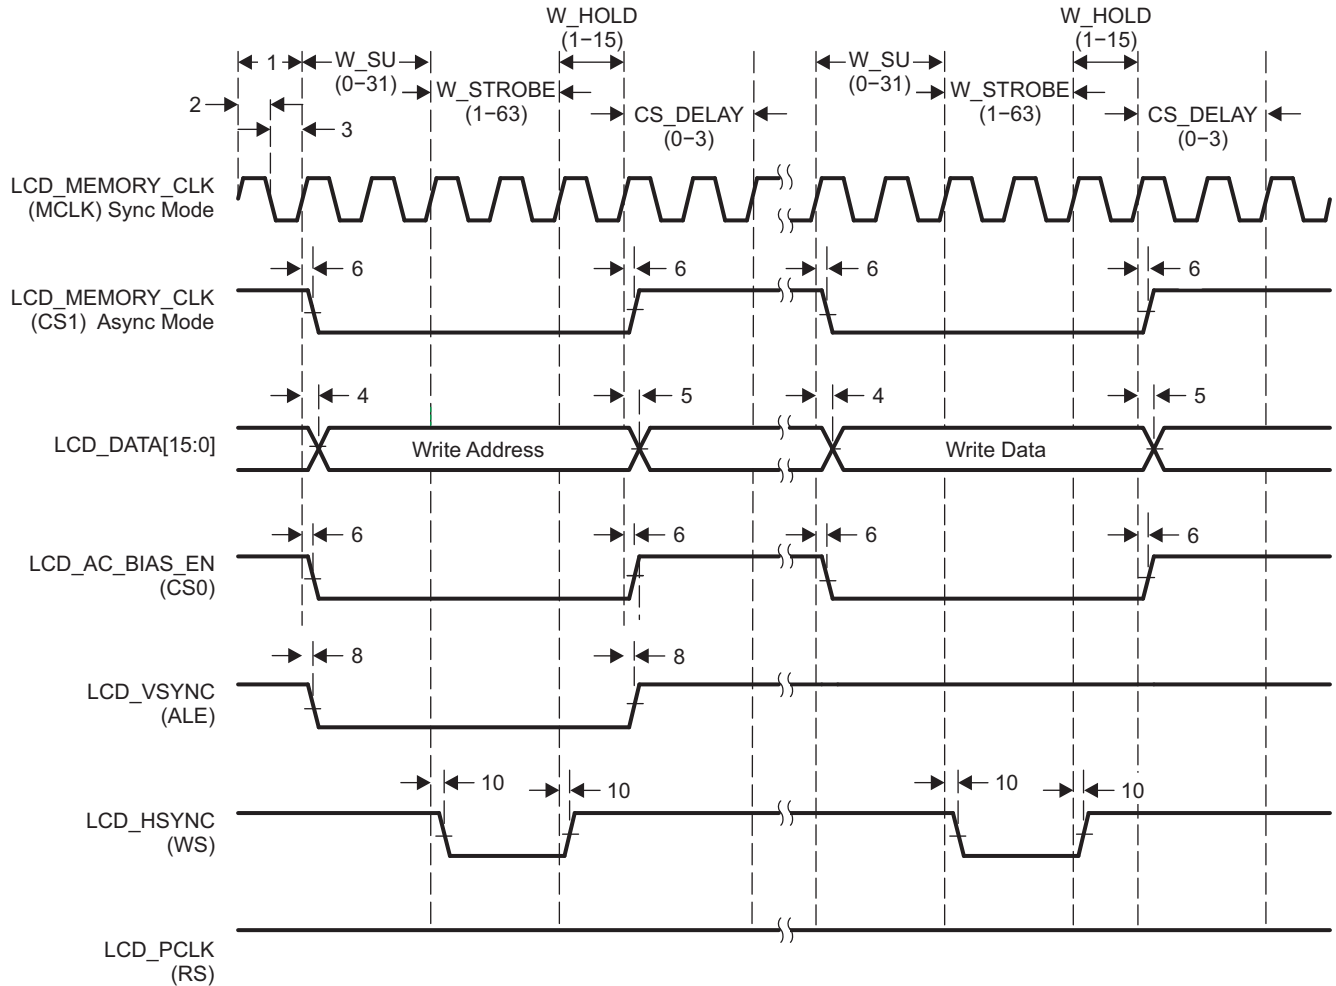 W_HOLD
(1−15)
W_HOLD
(1−15)
1
W_SU
(0−31)
W_SU
(0−31)
2
W_STROBE
(1−63)
W_STROBE
(1−63)
3
CS_DELAY
(0−3)
CS_DELAY
(0−3)
LCD_MEMORY_CLK
(MCLK) Sync Mode
6
6
6
6
LCD_MEMORY_CLK
(CS1) Async Mode
4
5
4
5
LCD_DATA[15:0]
Write Address
Write Data
6
6
6
6
LCD_AC_BIAS_EN
(CS0)
8
8
LCD_VSYNC
(ALE)
10
10
10
10
LCD_HSYNC
(WS)
LCD_PCLK
(RS)